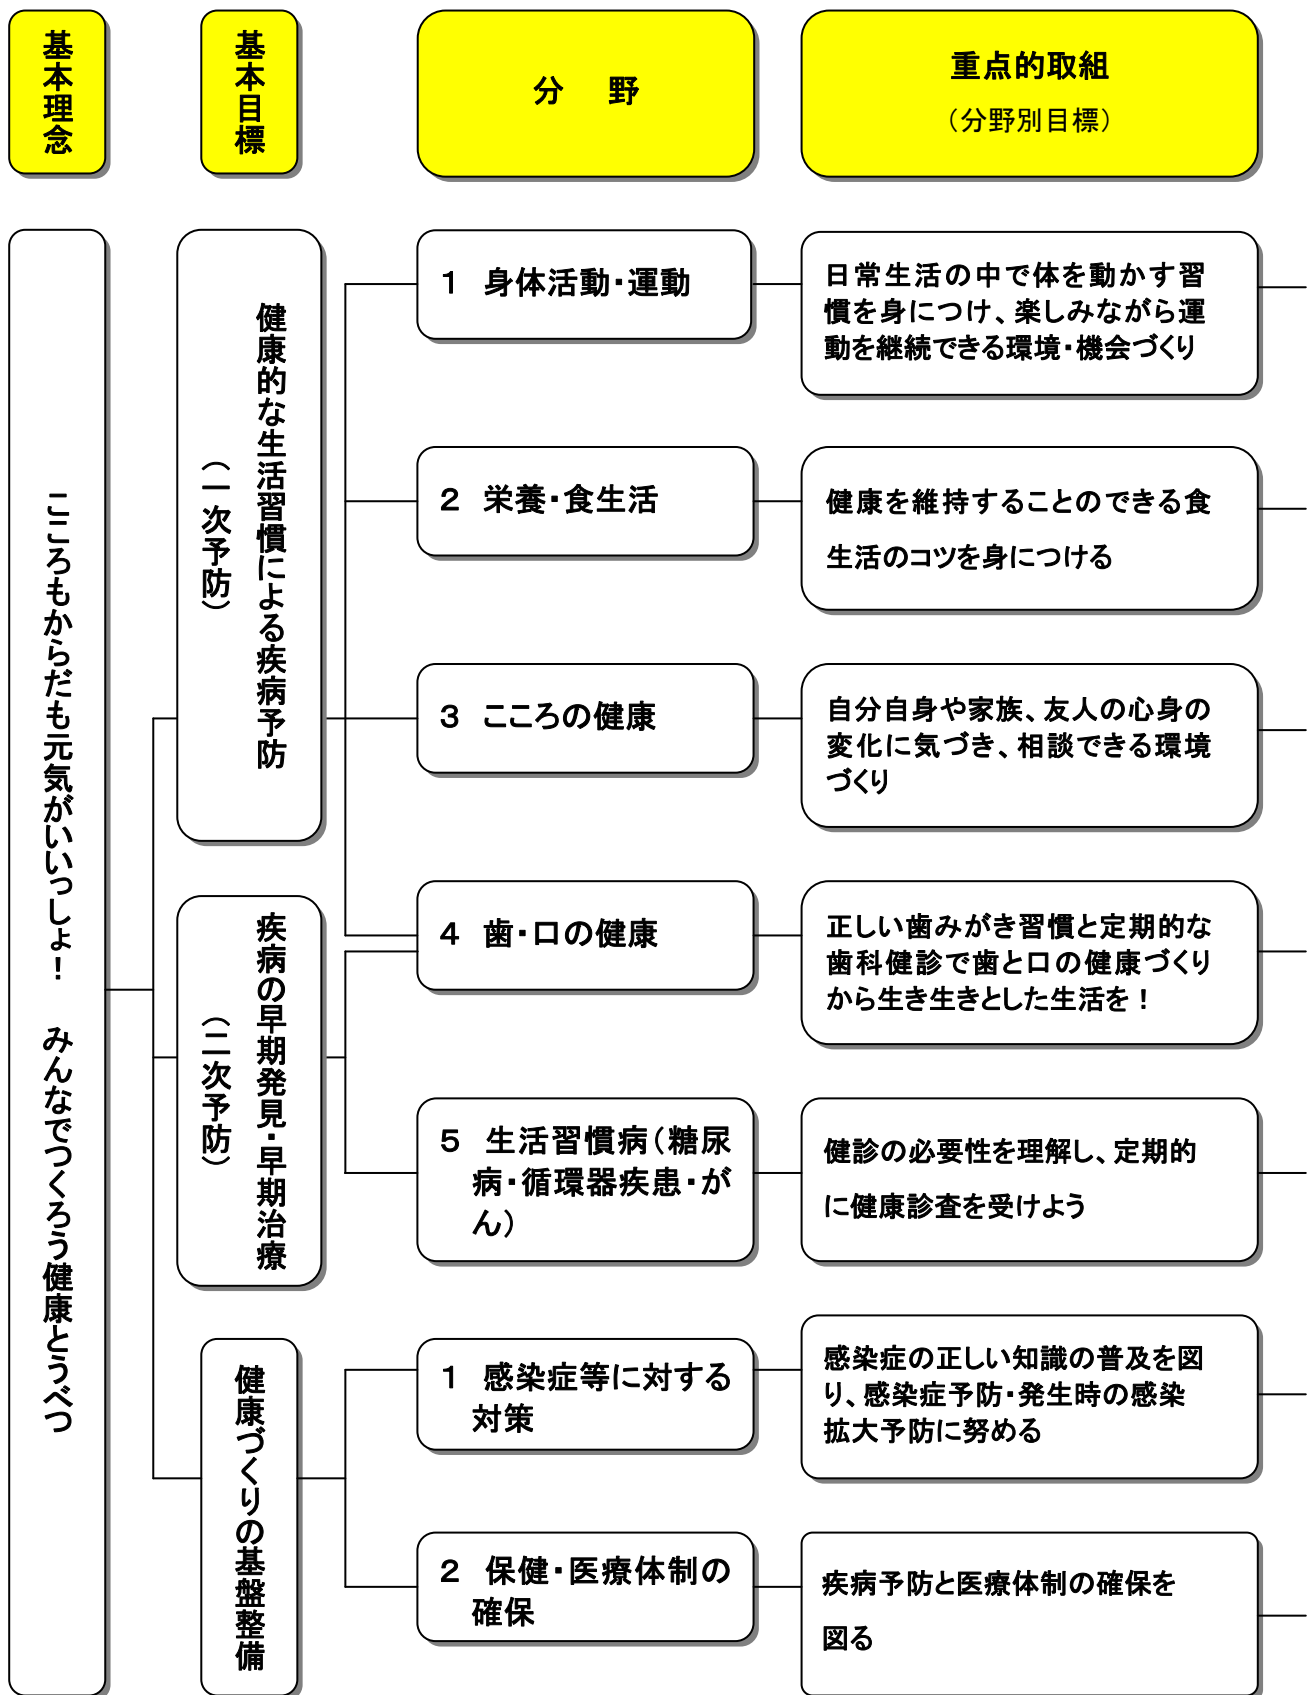 基本理念
基本目標
分　野
重点的取組
（分野別目標）
こころもからだも元気がいいっしょ！　みんなでつくろう健康とうべつ
健康的な生活習慣による疾病予防
（一次予防）
１　身体活動・運動
日常生活の中で体を動かす習
慣を身につけ、楽しみながら運
動を継続できる環境・機会づくり
２　栄養・食生活
健康を維持することのできる食
生活のコツを身につける
３　こころの健康
自分自身や家族、友人の心身の
変化に気づき、相談できる環境
づくり
４　歯・口の健康
正しい歯みがき習慣と定期的な
歯科健診で歯と口の健康づくり
から生き生きとした生活を！
疾病の早期発見・早期治療
（二次予防）
５　生活習慣病（糖尿
病・循環器疾患・が
ん）
健診の必要性を理解し、定期的
に健康診査を受けよう
健康づくりの基盤整備
１　感染症等に対する
対策
感染症の正しい知識の普及を図
り、感染症予防・発生時の感染
拡大予防に努める
２　保健・医療体制の
確保
疾病予防と医療体制の確保を
図る